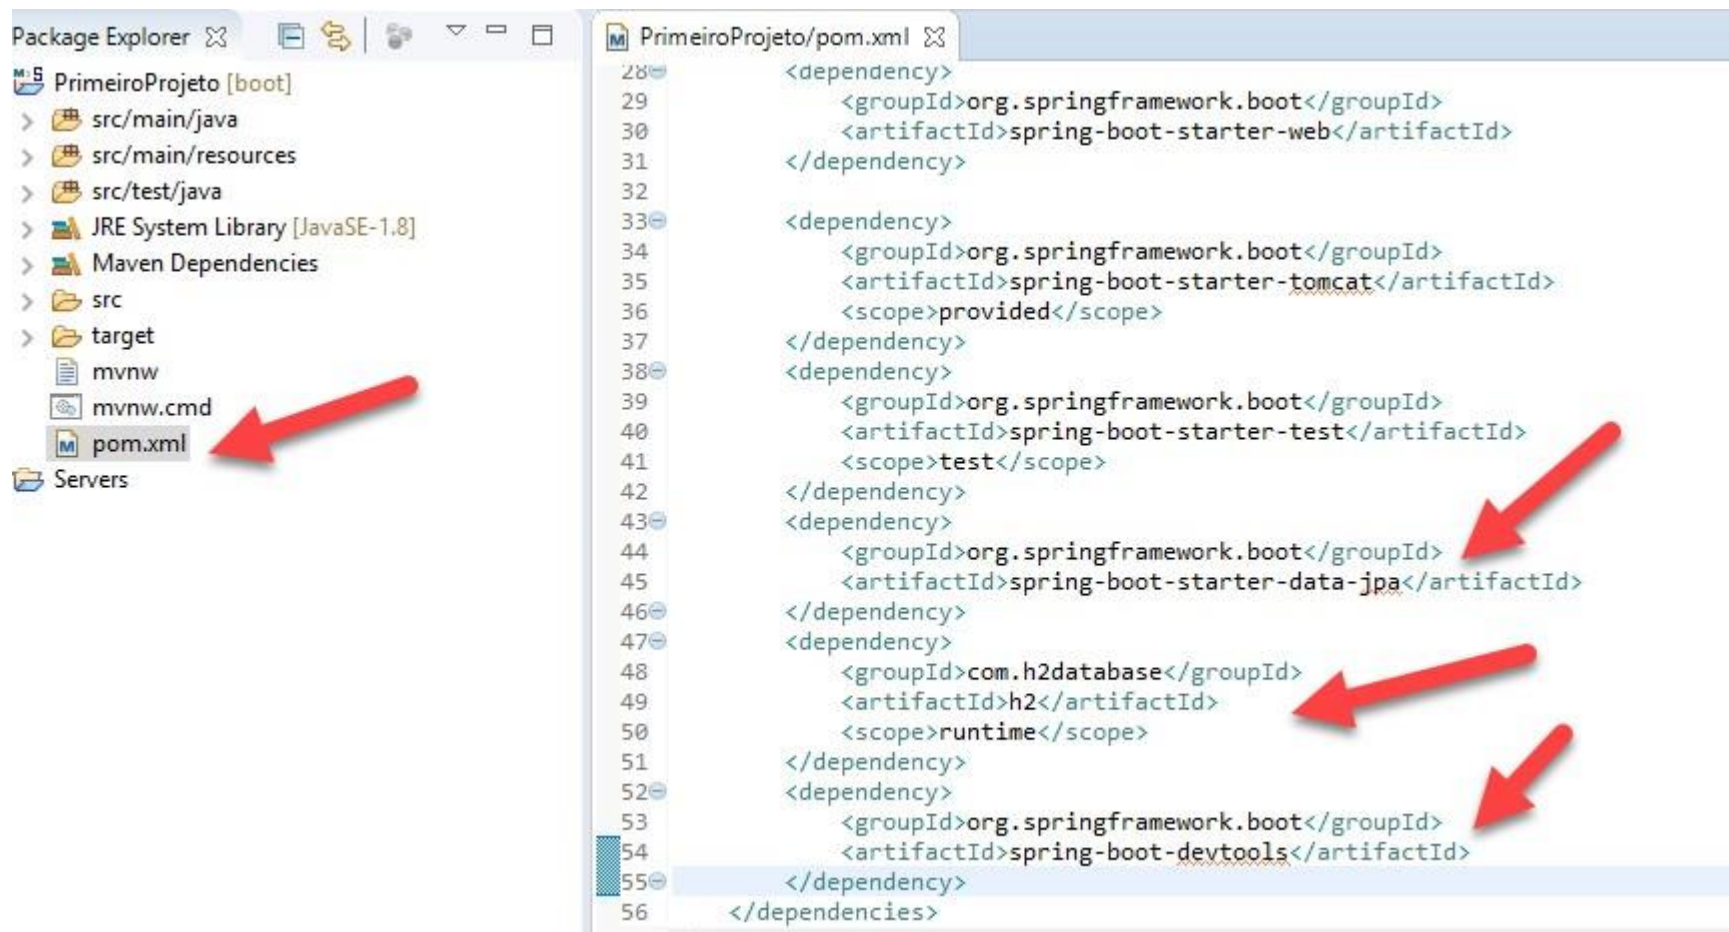 Package Explorer
PrimeiroProjeto [boot]
src/main/java
src/main/resources
src/test/java
JRE System Library [JavaSE-1.8]
Maven Dependencies
src
target
mvnw
mvnw.cmd
pom.xml
Servers
PrimeiroProjeto/pom.xml
28 <dependency>
29 <groupId>org.springframework.boot</groupId>
30 <artifactId>spring-boot-starter-web</artifactId>
31 </dependency>
32
33 <dependency>
34 <groupId>org.springframework.boot</groupId>
35 <artifactId>spring-boot-starter-tomcat</artifactId>
36 <scope>provided</scope>
37 </dependency>
38 <dependency>
39 <groupId>org.springframework.boot</groupId>
40 <artifactId>spring-boot-starter-test</artifactId>
41 <scope>test</scope>
42 </dependency>
43 <dependency>
44 <groupId>org.springframework.boot</groupId>
45 <artifactId>spring-boot-starter-data-jpa</artifactId>
46 </dependency>
47 <dependency>
48 <groupId>com.h2database</groupId>
49 <artifactId>h2</artifactId>
50 <scope>runtime</scope>
51 </dependency>
52 <dependency>
53 <groupId>org.springframework.boot</groupId>
54 <artifactId>spring-boot-devtools</artifactId>
55 </dependency>
56 </dependencies>